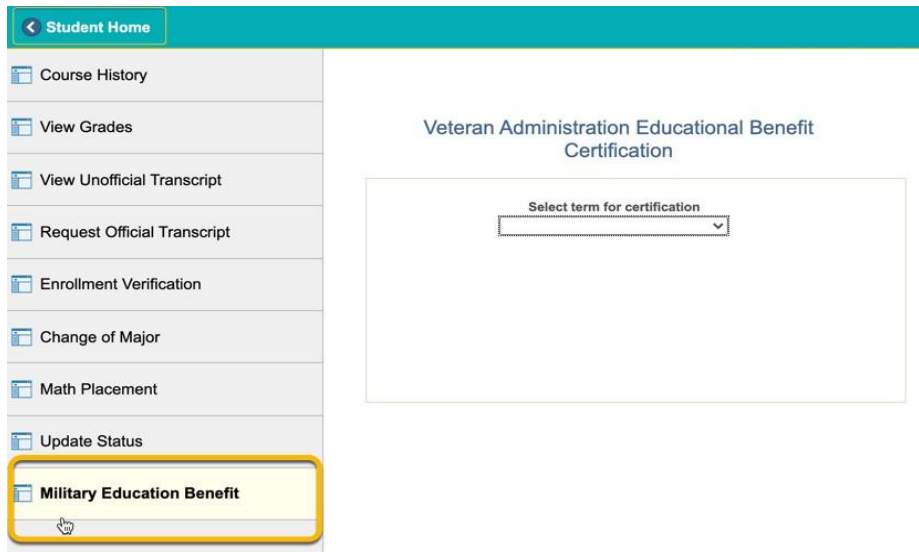 Student Home
Course History
View Grades
View Unofficial Transcript
Request Official Transcript
Enrollment Verification
Change of Major
Math Placement
Update Status
Military Education Benefit
Veteran Administration Educational Benefit
Certification
Select term for certification